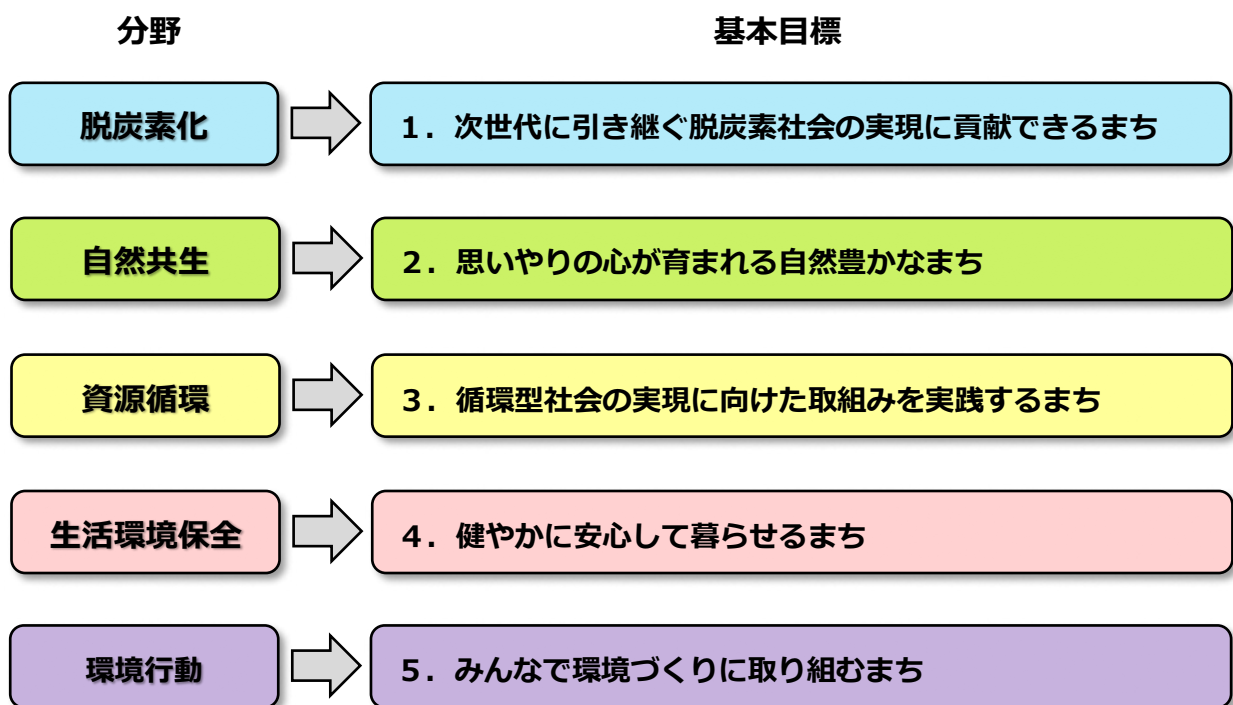 分野
基本目標
脱炭素化
1．次世代に引き継ぐ脱炭素社会の実現に貢献できるまち
自然共生
2．思いやりの心が育まれる自然豊かなまち
資源循環
3．循環型社会の実現に向けた取組みを実践するまち
生活環境保全
4．健やかに安心して暮らせるまち
環境行動
5．みんなで環境づくりに取り組むまち